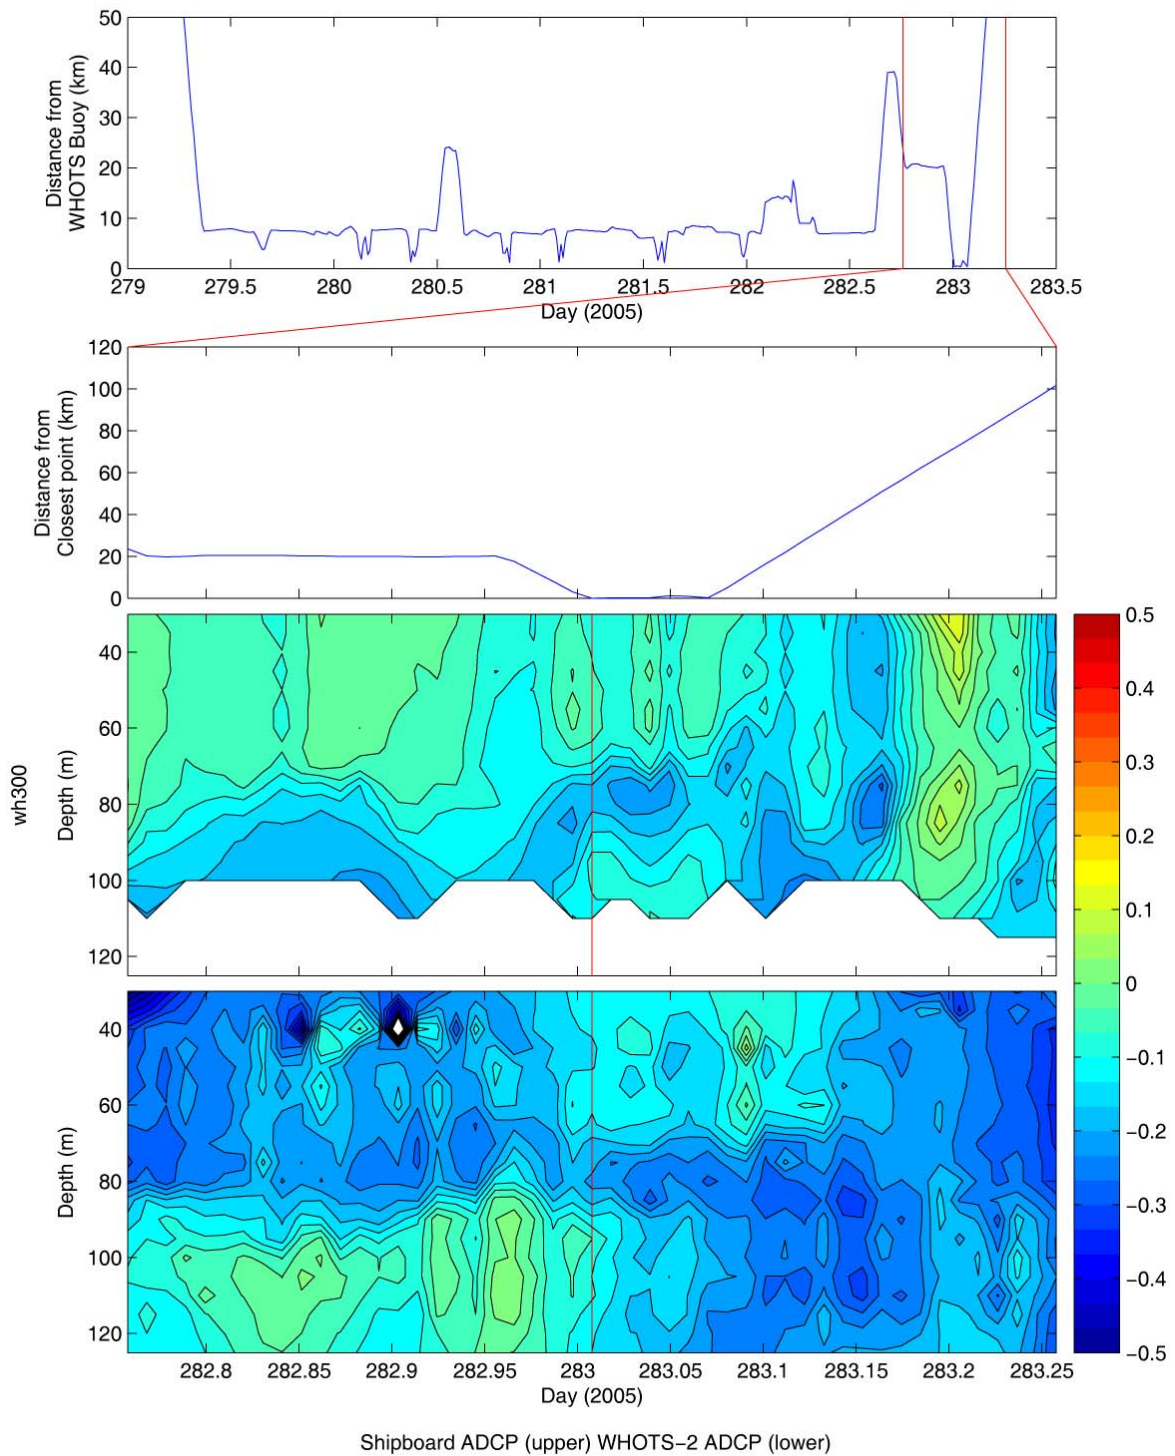 50
40
30
20
10
0
Distance from
WHOTS Buoy (km)
279 279.5 280 280.5 281 281.5 282 282.5 283 283.5
Day (2005)
120
100
80
60
40
20
0
Distance from
Closest point (km)
40
60
80
100
120
Depth (m)
wh300
0.5
0.4
0.3
0.2
0.1
0
−0.1
−0.2
−0.3
−0.4
−0.5
40
60
80
100
120
Depth (m)
282.8 282.85 282.9 282.95 283 283.05 283.1 283.15 283.2 283.25
Day (2005)
Shipboard ADCP (upper) WHOTS−2 ADCP (lower)